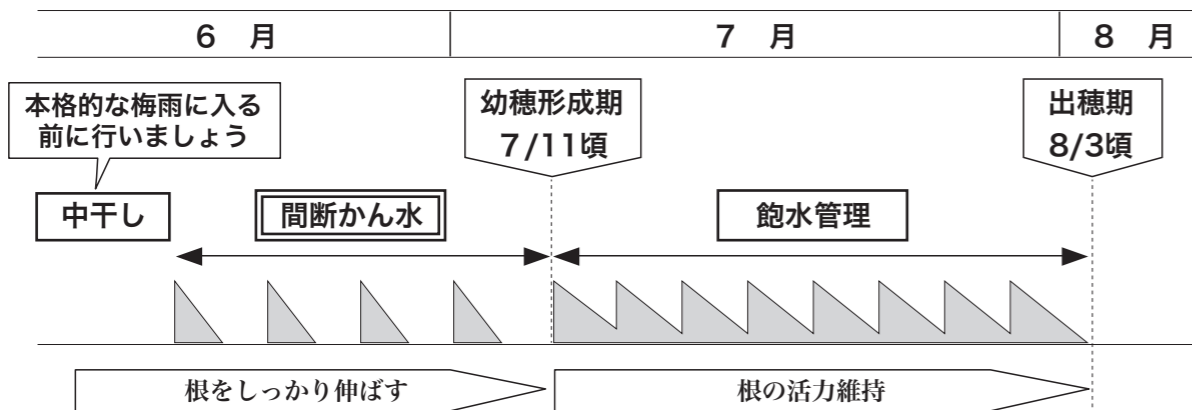 6 月
7 月
8 月
本格的な梅雨に入る
前に行いましょう
幼穂形成期
7/11頃
出穂期
8/3頃
中干し
間断かん水
飽水管理
根をしっかり伸ばす
根の活力維持